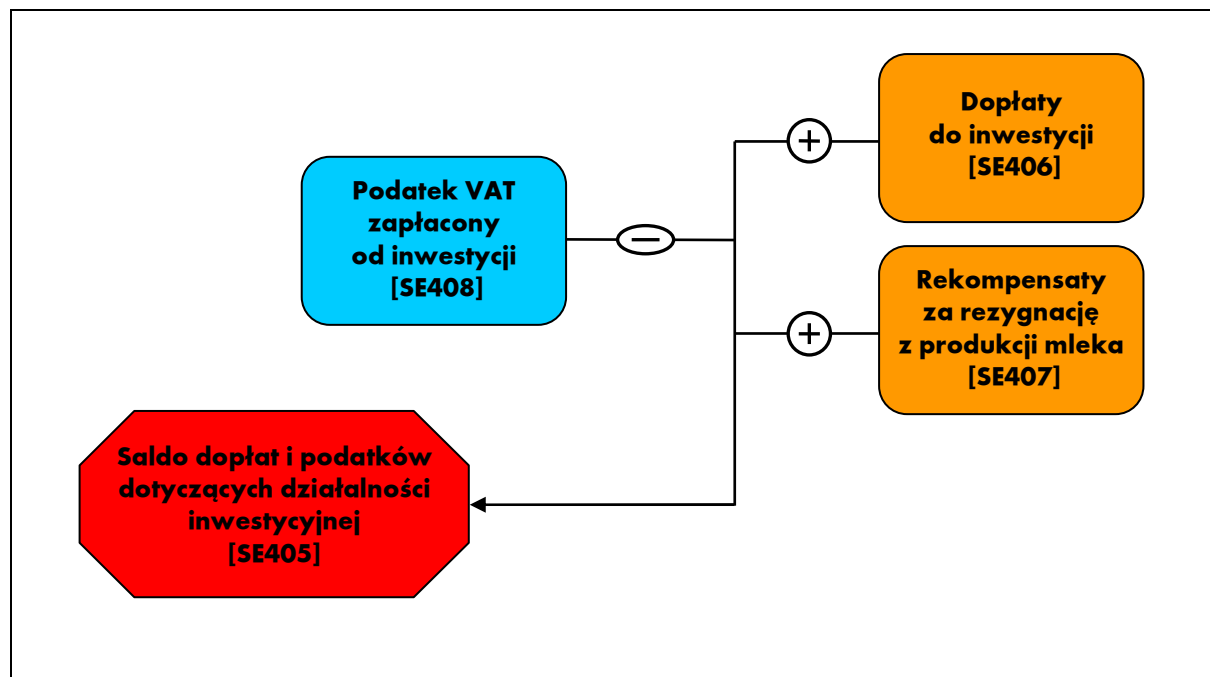 Dopłaty
do inwestycji
[SE406]
Podatek VAT
zapłacony
od inwestycji
[SE408]
Rekompensaty
za rezygnację
z produkcji mleka
[SE407]
Saldo dopłat i podatków
dotyczących działalności
inwestycyjnej
[SE405]